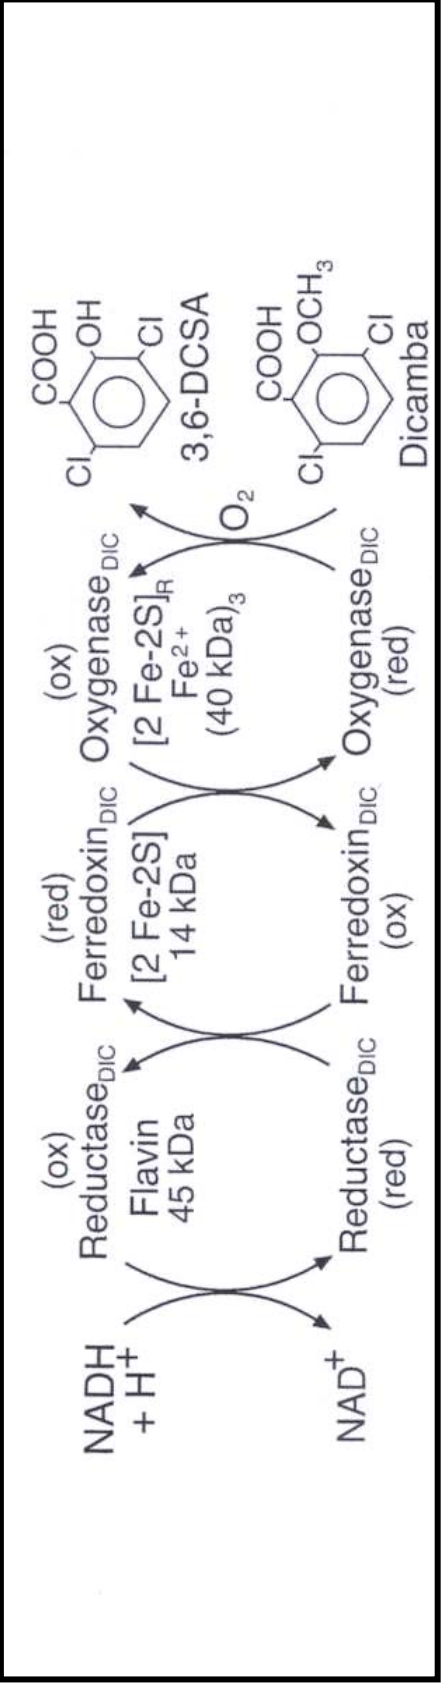 NADH
+ H+
NAD+
(ox)
ReductaseDIC
Flavin
45 kDa
ReductaseDIC
(red)
(red)
FerredoxinDIC
[2 Fe-2S]
14 kDa
FerredoxinDIC
(ox)
(ox)
OxygenaseDIC
[2 Fe-2S]R
Fe2+
(40 kDa)3
OxygenaseDIC
(red)
O2
COOH
OH
Cl
Cl
3,6-DCSA
COOH
OCH3
Cl
Cl
Dicamba